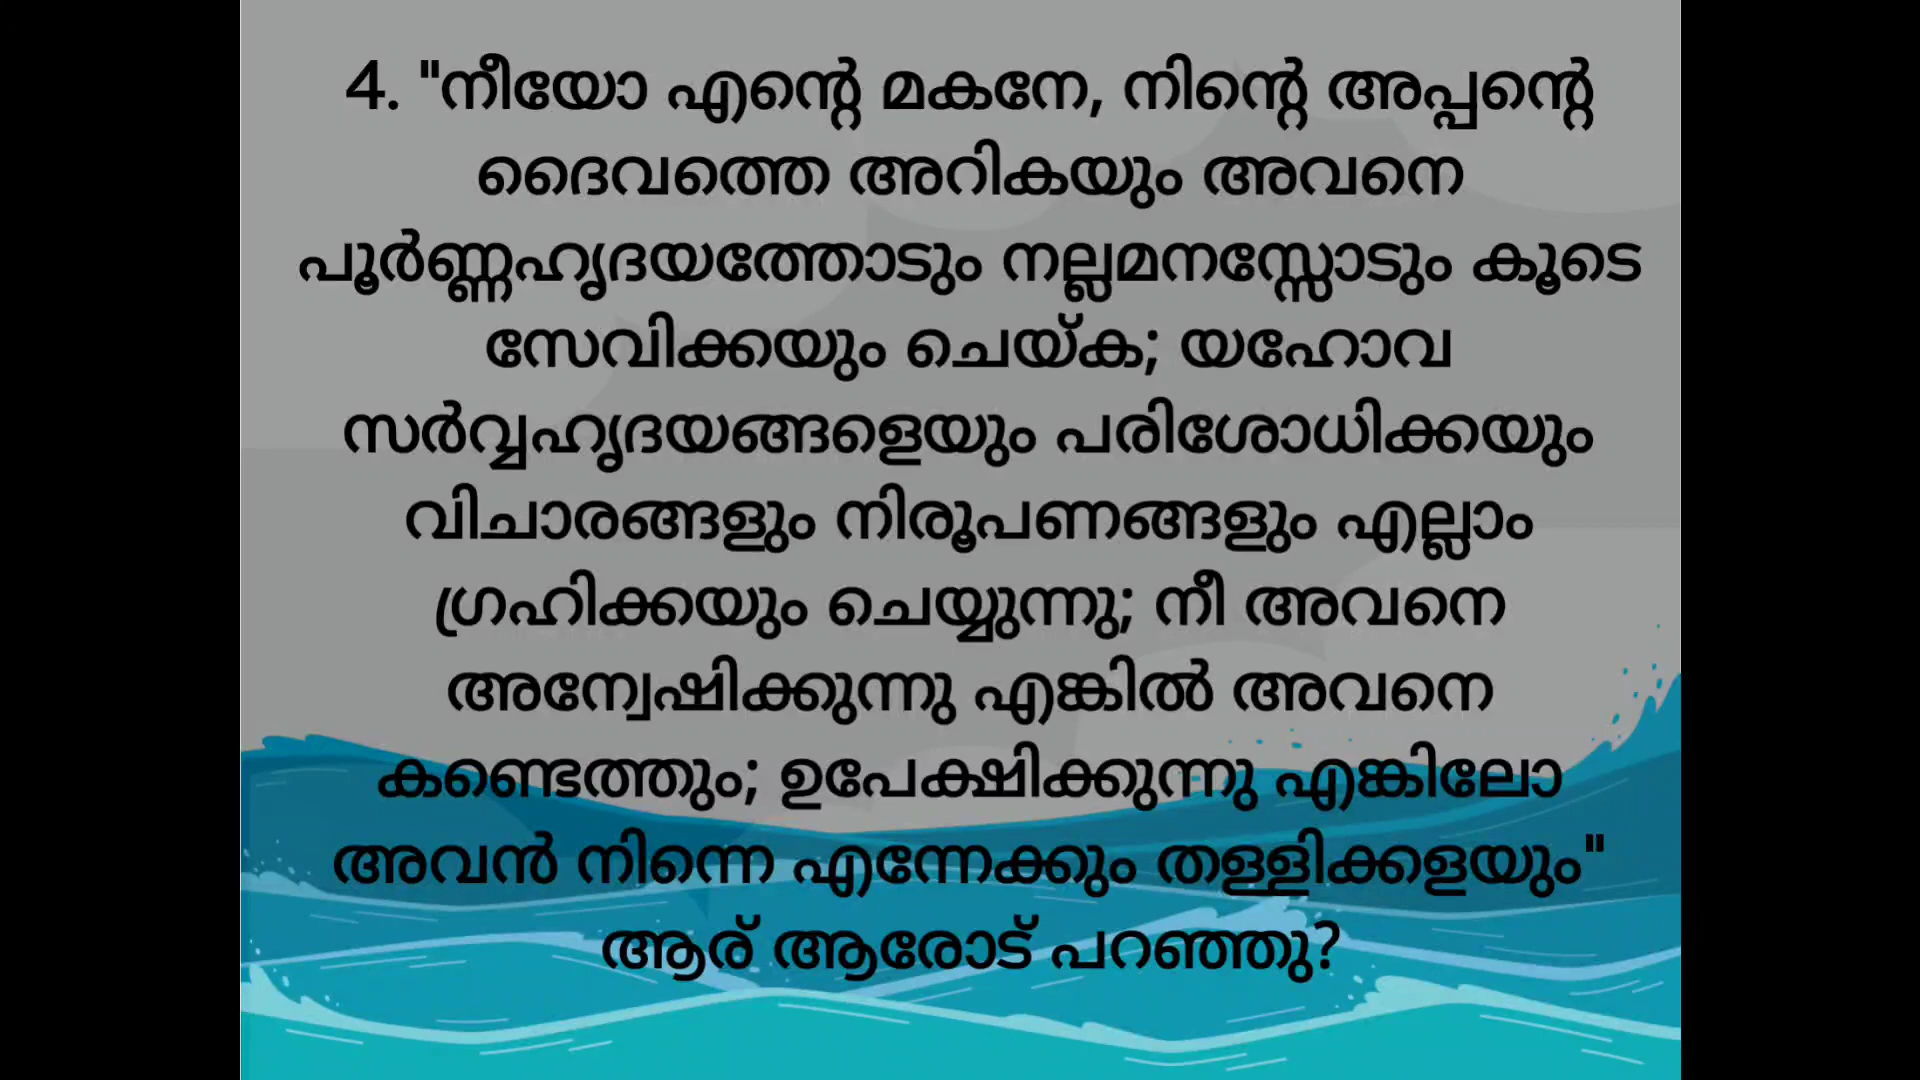 4. "നീയോ എന്റെ മകനേ, നിന്റെ അപ്പന്റെ
ദൈവത്തെ അറികയും അവനെ
പൂർണ്ണഹൃദയത്തോടും നല്ലമനസ്സോടും കൂടെ
സേവിക്കയും ചെയ്ക; യഹോവ
സർവ്വഹൃദയങ്ങളെയും പരിശോധിക്കയും
വിചാരങ്ങളും നിരൂപണങ്ങളും എല്ലാം
ഗ്രഹിക്കയും ചെയ്യുന്നു; നീ അവനെ
അന്വേഷിക്കുന്നു എങ്കിൽ അവനെ
കണ്ടെത്തും; ഉപേക്ഷിക്കുന്നു എങ്കിലോ
അവൻ നിന്നെ എന്നേക്കും തള്ളിക്കളയും"
ആര് ആരോട് പറഞ്ഞു?